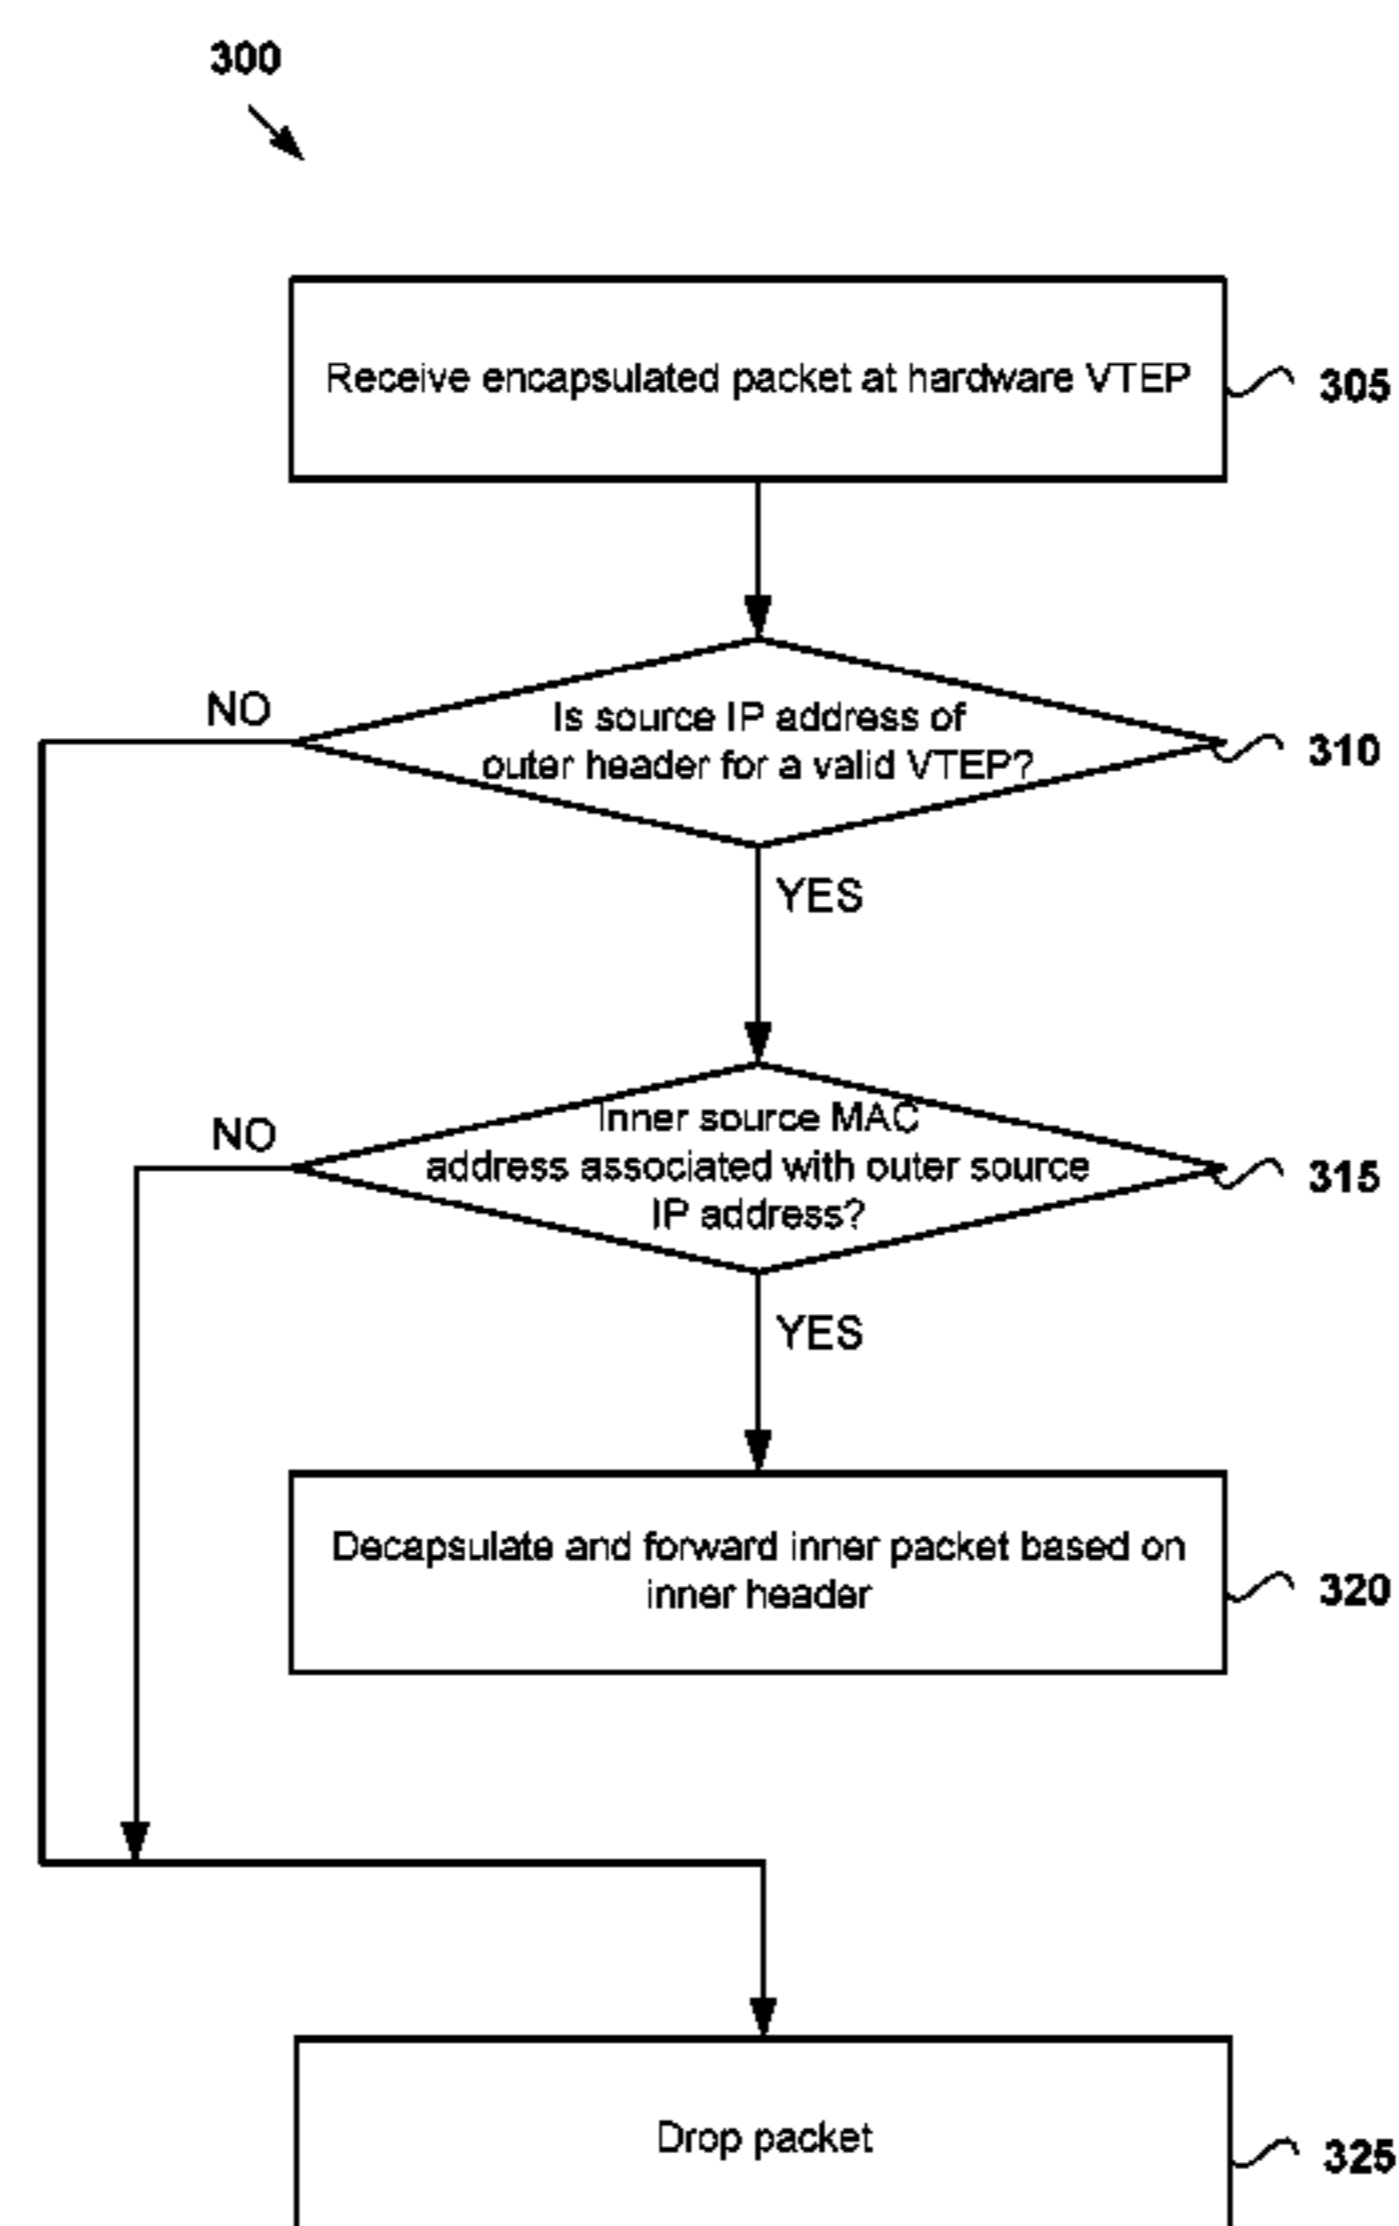 300
Receive encapsulated packet at hardware VTEP
305
NO
Is source IP address of
outer header for a valid VTEP?
310
YES
NO
Inner source MAC
address associated with outer source
IP address?
315
YES
Decapsulate and forward inner packet based on
inner header
320
Drop packet
325